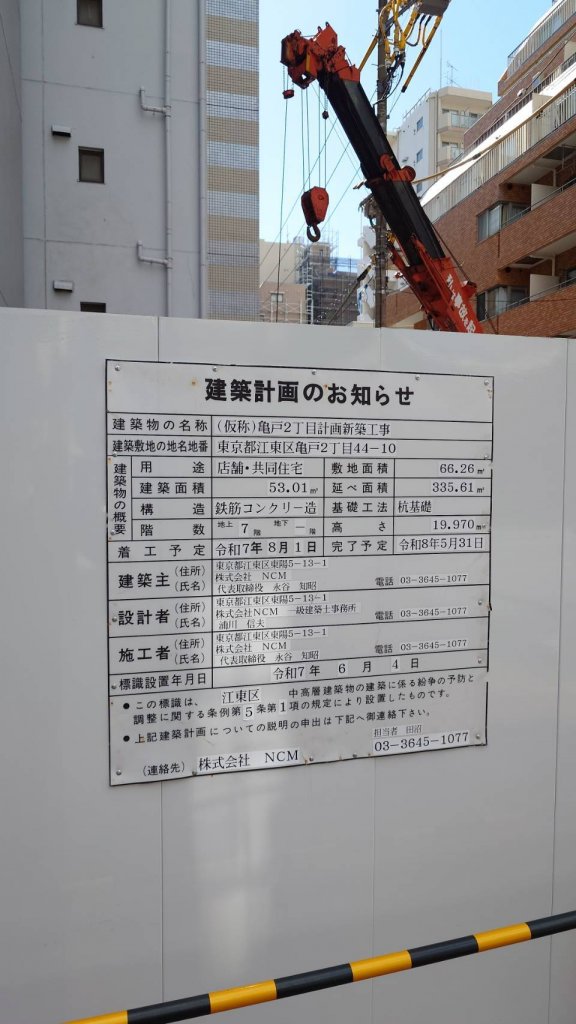 建築計画のお知らせ
建築物の名称 (仮称)亀戸2丁目計画新築工事
建築敷地の地名地番 東京都江東区亀戸2丁目44-10
建築物の概要
用途 店舗・共同住宅 敷地面積 66.26㎡
建築面積 53.01㎡ 延べ面積 335.61㎡
構造 鉄筋コンクリー造 基礎工法 杭基礎
階数 地上 7階 地下 ー階 高さ 19.970m
着工予定 令和7年8月1日 完了予定 令和8年5月31日
建築主 (住所) 東京都江東区東陽5-13-1
(氏名) 株式会社 NCM 電話 03-3645-1077
代表取締役 永谷 知昭
設計者 (住所) 東京都江東区東陽5-13-1
(氏名) 株式会社NCM 一級建築士事務所 電話 03-3645-1077
浦川 信夫
施工者 (住所) 東京都江東区東陽5-13-1
(氏名) 株式会社 NCM 電話 03-3645-1077
代表取締役 永谷 知昭
標識設置年月日 令和7年 6月 4日
●この標識は、江東区 中高層建築物の建築に係る紛争の予防と
調整に関する条例第5条第1項の規定により設置したものです。
●上記建築計画についての説明の申出は下記へ御連絡下さい。
担当者 田沼
(連絡先) 株式会社 NCM 03-3645-1077